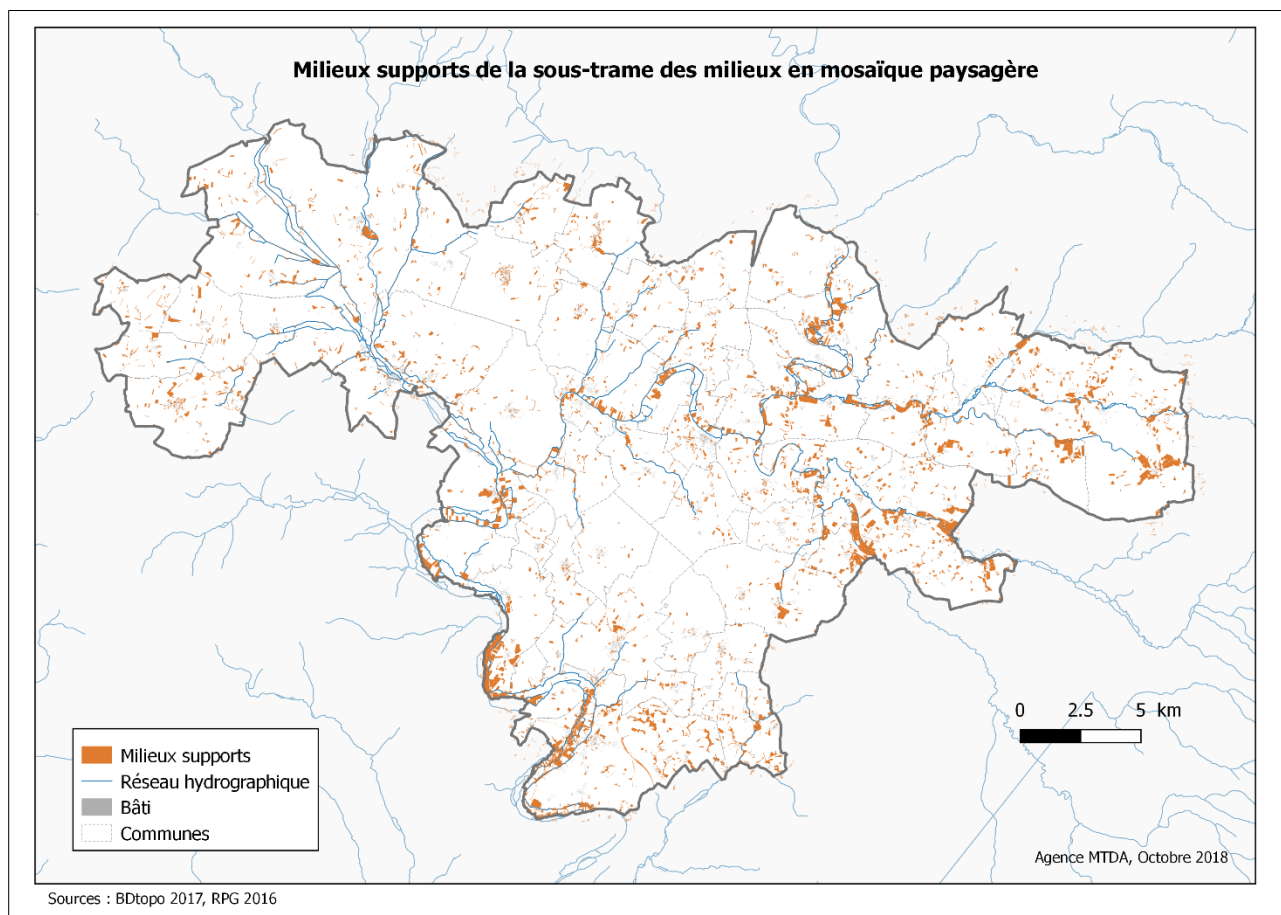 Milieux supports de la sous-trame des milieux en mosaïque paysagère
0 2.5 5 km
Milieux supports
Réseau hydrographique
Bâti
Communes
Agence MTDA, Octobre 2018
Sources : BDtopo 2017, RPG 2016